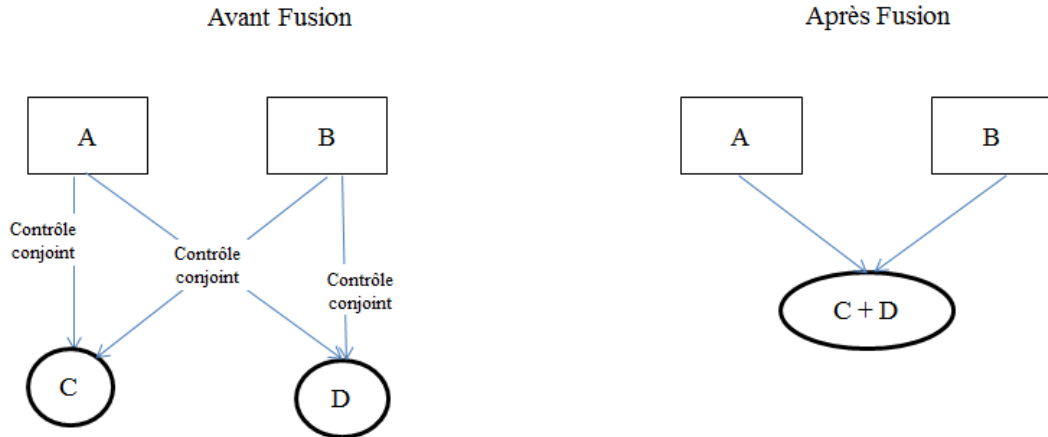 Avant Fusion
Après Fusion
A
B
A
B
Contrôle
conjoint
Contrôle
conjoint
Contrôle
conjoint
C + D
C
D